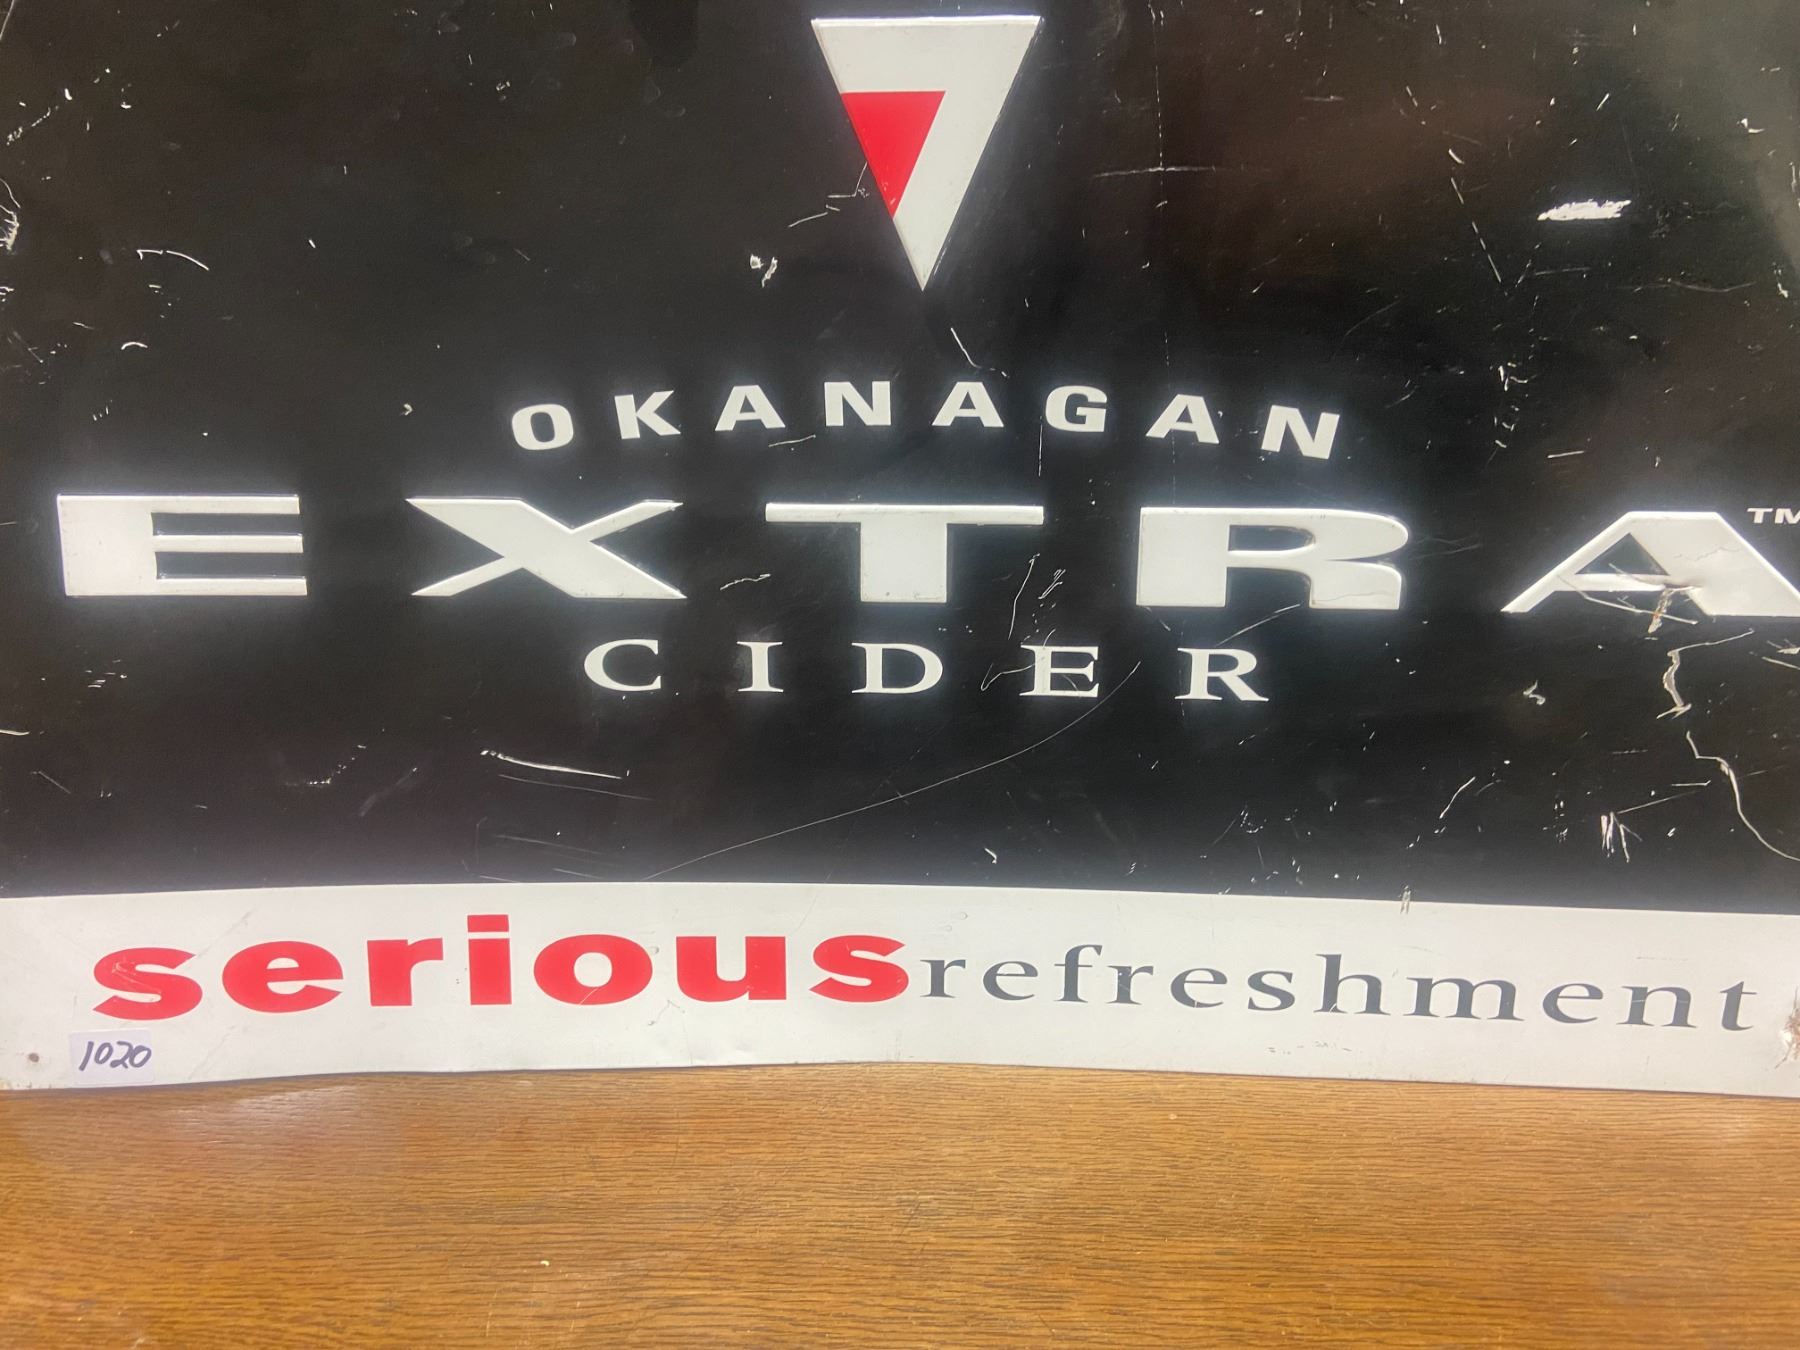 OKANAGAN
EXTRA™
CIDER
seriousrefreshment
1020